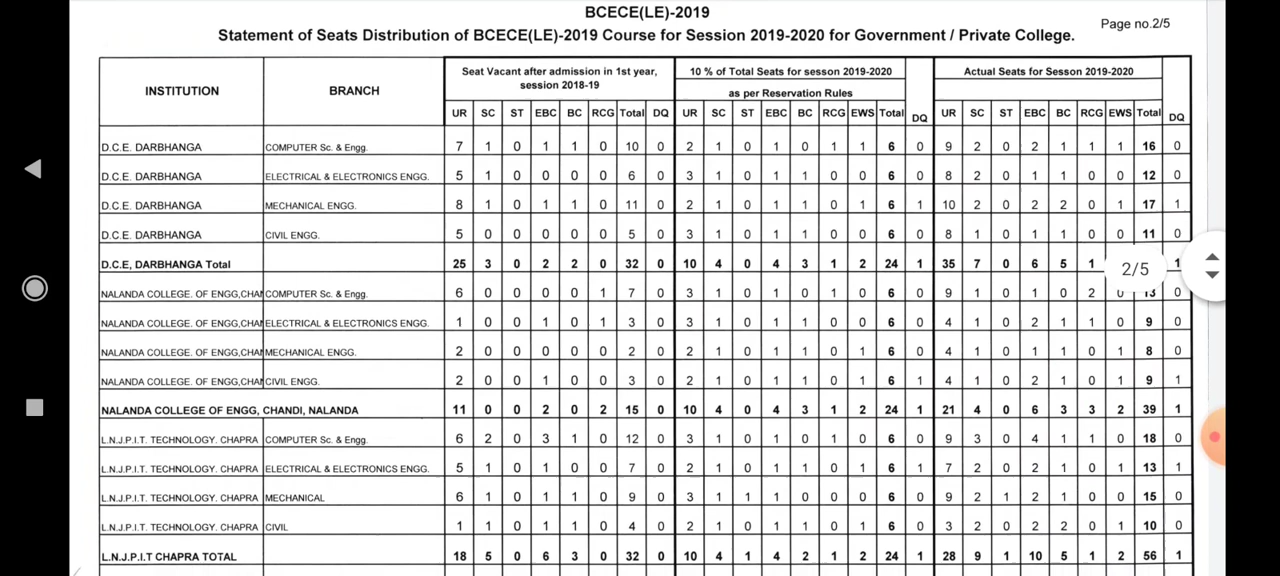 BCECE(LE)-2019
Page no.2/5
Statement of Seats Distribution of BCECE(LE)-2019 Course for Session 2019-2020 for Government / Private College.
INSTITUTION BRANCH Seat Vacant after admission in 1st year, session 2018-19 10 % of Total Seats for sesson 2019-2020 as per Reservation Rules DQ Actual Seats for Sesson 2019-2020 DQ
UR SC ST EBC BC RCG Total DQ UR SC ST EBC BC RCG EWS Total UR SC ST EBC BC RCG EWS Total
D.C.E. DARBHANGA COMPUTER Sc. & Engg. 7 1 0 1 1 0 10 0 2 1 0 1 0 1 1 6 0 9 2 0 2 1 1 1 16 0
D.C.E. DARBHANGA ELECTRICAL & ELECTRONICS ENGG. 5 1 0 0 0 0 6 0 3 1 0 1 1 0 0 6 0 8 2 0 1 1 0 0 12 0
D.C.E. DARBHANGA MECHANICAL ENGG. 8 1 0 1 1 0 11 0 2 1 0 1 1 0 1 6 1 10 2 0 2 2 0 1 17 1
D.C.E. DARBHANGA CIVIL ENGG. 5 0 0 0 0 0 5 0 3 1 0 1 1 0 0 6 0 8 1 0 1 1 0 0 11 0
D.C.E, DARBHANGA Total 25 3 0 2 2 0 32 0 10 4 0 4 3 1 2 24 1 35 7 0 6 5 1 2/5 1
NALANDA COLLEGE. OF ENGG,CHAN COMPUTER Sc. & Engg. 6 0 0 0 0 1 7 0 3 1 0 1 0 1 0 6 0 9 1 0 1 0 2 0 13 0
NALANDA COLLEGE. OF ENGG,CHAN ELECTRICAL & ELECTRONICS ENGG. 1 0 0 1 0 1 3 0 3 1 0 1 1 0 0 6 0 4 1 0 2 1 1 0 9 0
NALANDA COLLEGE. OF ENGG,CHAN MECHANICAL ENGG. 2 0 0 0 0 0 2 0 2 1 0 1 1 0 1 6 0 4 1 0 1 1 0 1 8 0
NALANDA COLLEGE. OF ENGG,CHAN CIVIL ENGG. 2 0 0 1 0 0 3 0 2 1 0 1 1 0 1 6 1 4 1 0 2 1 0 1 9 1
NALANDA COLLEGE OF ENGG, CHANDI, NALANDA 11 0 0 2 0 2 15 0 10 4 0 4 3 1 2 24 1 21 4 0 6 3 3 2 39 1
L.N.J.P.I.T. TECHNOLOGY. CHAPRA COMPUTER Sc. & Engg. 6 2 0 3 1 0 12 0 3 1 0 1 0 1 0 6 0 9 3 0 4 1 1 0 18 0
L.N.J.P.I.T. TECHNOLOGY. CHAPRA ELECTRICAL & ELECTRONICS ENGG. 5 1 0 1 0 0 7 0 2 1 0 1 1 0 1 6 1 7 2 0 2 1 0 1 13 1
L.N.J.P.I.T. TECHNOLOGY. CHAPRA MECHANICAL 6 1 0 1 1 0 9 0 3 1 1 1 0 0 0 6 0 9 2 1 2 1 0 0 15 0
L.N.J.P.I.T. TECHNOLOGY. CHAPRA CIVIL 1 1 0 1 1 0 4 0 2 1 0 1 1 0 1 6 0 3 2 0 2 2 0 1 10 0
L.N.J.P.I.T CHAPRA TOTAL 18 5 0 6 3 0 32 0 10 4 1 4 2 1 2 24 1 28 9 1 10 5 1 2 56 1